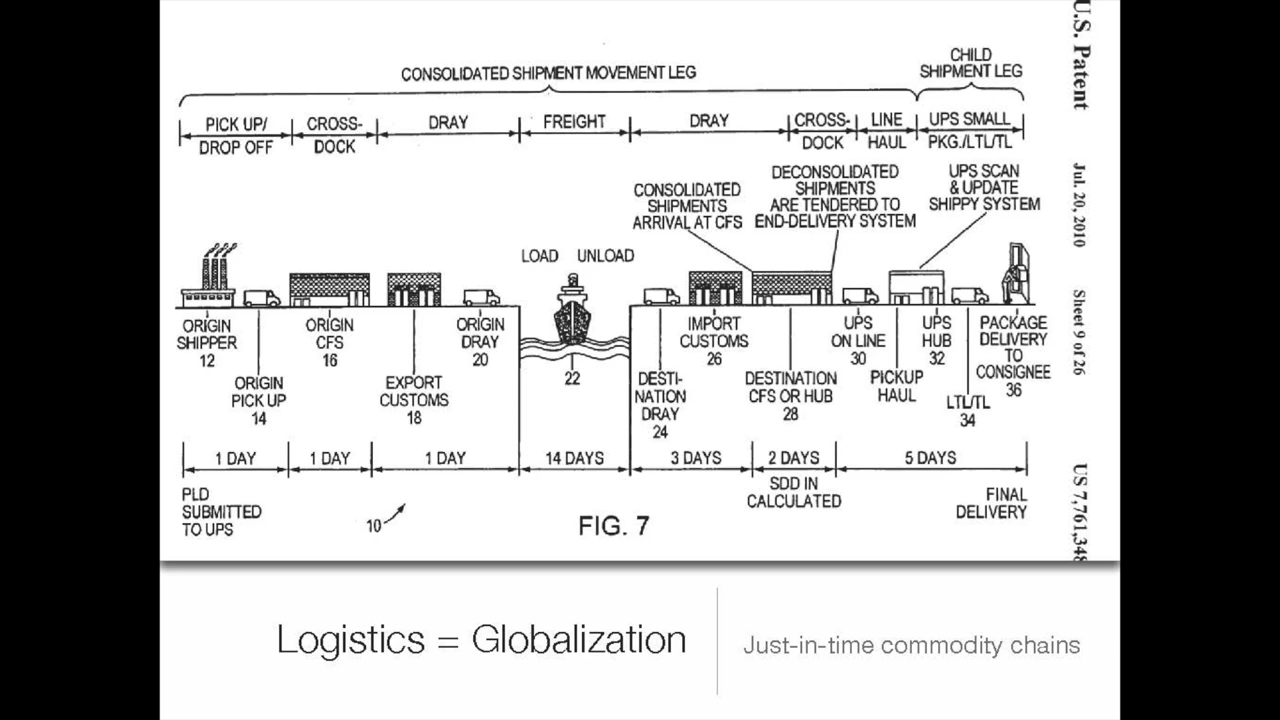 CONSOLIDATED SHIPMENT MOVEMENT LEG
CHILD
SHIPMENT LEG
PICK UP/
DROP OFF
CROSS-
DOCK
DRAY
FREIGHT
DRAY
CROSS-
DOCK
LINE
HAUL
UPS SMALL
PKG./LTL/TL
CONSOLIDATED
SHIPMENTS
ARRIVAL AT CFS
DECONSOLIDATED
SHIPMENTS
ARE TENDERED TO
END-DELIVERY SYSTEM
UPS SCAN
& UPDATE
SHIPPY SYSTEM
LOAD UNLOAD
ORIGIN
SHIPPER
12
ORIGIN
PICK UP
14
ORIGIN
CFS
16
EXPORT
CUSTOMS
18
ORIGIN
DRAY
20
22
DESTI-
NATION
DRAY
24
IMPORT
CUSTOMS
26
DESTINATION
CFS OR HUB
28
UPS
ON LINE
30
PICKUP
HAUL
UPS
HUB
32
LTL/TL
34
PACKAGE
DELIVERY
TO
CONSIGNEE
36
1 DAY
1 DAY
1 DAY
14 DAYS
3 DAYS
2 DAYS
5 DAYS
PLD
SUBMITTED
TO UPS
SDD IN
CALCULATED
FINAL
DELIVERY
10
FIG. 7
U.S. Patent Jul. 20, 2010 Sheet 9 of 26 US 7,761,348
Logistics = Globalization
Just-in-time commodity chains